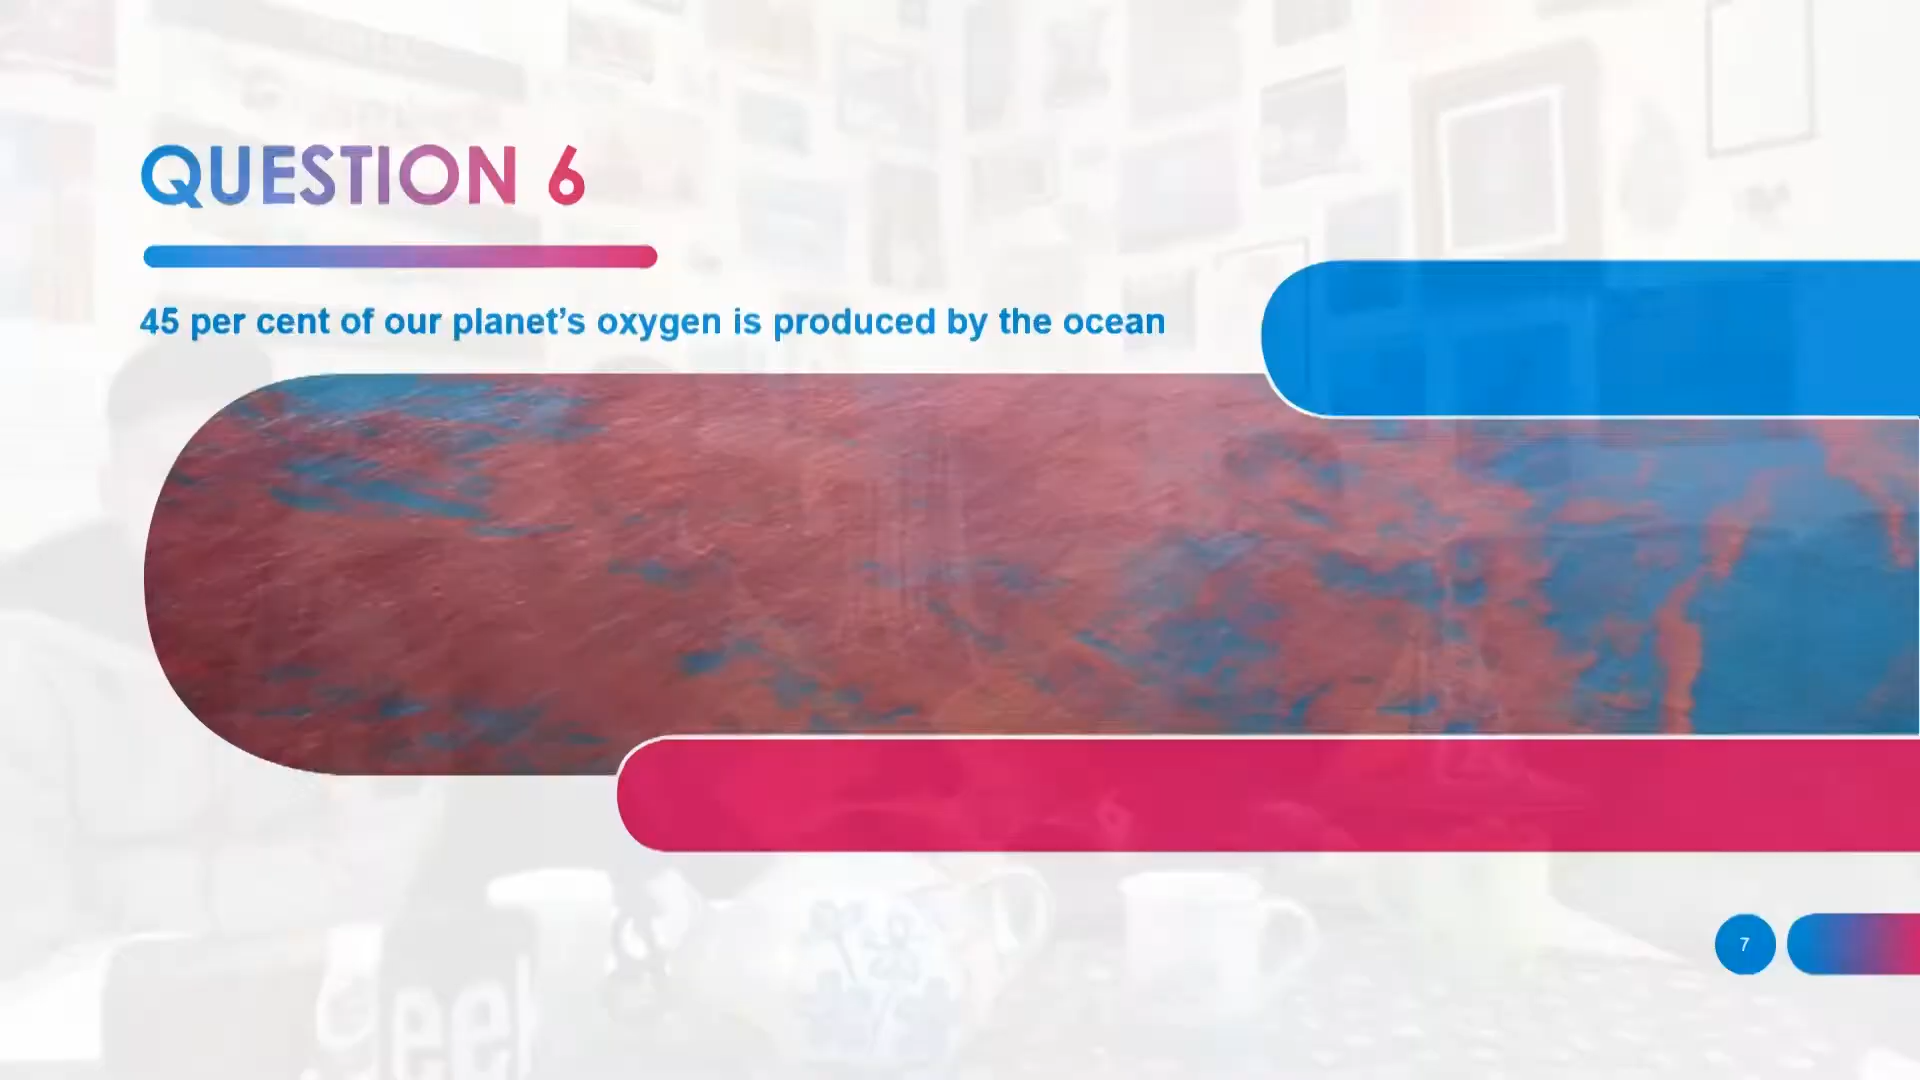 QUESTION 6
45 per cent of our planet’s oxygen is produced by the ocean
7